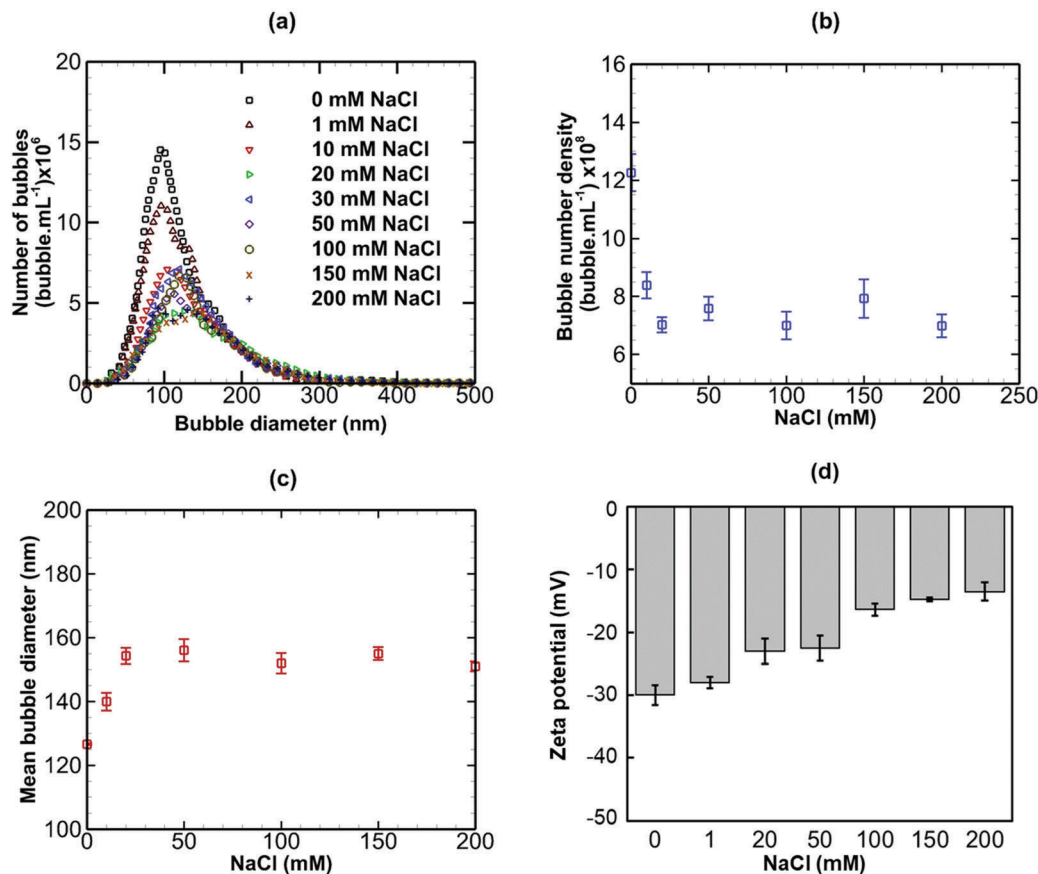 (a)
Number of bubbles
(bubble.mL⁻¹)x10⁶
20
15
10
5
0
0 100 200 300 400 500
Bubble diameter (nm)
0 mM NaCl
1 mM NaCl
10 mM NaCl
20 mM NaCl
30 mM NaCl
50 mM NaCl
100 mM NaCl
150 mM NaCl
200 mM NaCl
(b)
Bubble number density
(bubble.mL⁻¹) x10⁸
16
14
12
10
8
6
0 50 100 150 200 250
NaCl (mM)
(c)
Mean bubble diameter (nm)
200
180
160
140
120
100
0 50 100 150 200
NaCl (mM)
(d)
Zeta potential (mV)
0
-10
-20
-30
-40
-50
0 1 20 50 100 150 200
NaCl (mM)